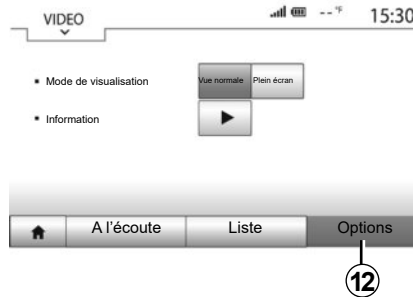 VIDEO
--°F
15:30
Mode de visualisation
Vue normale
Plein écran
Information
A l'écoute
Liste
Options
12